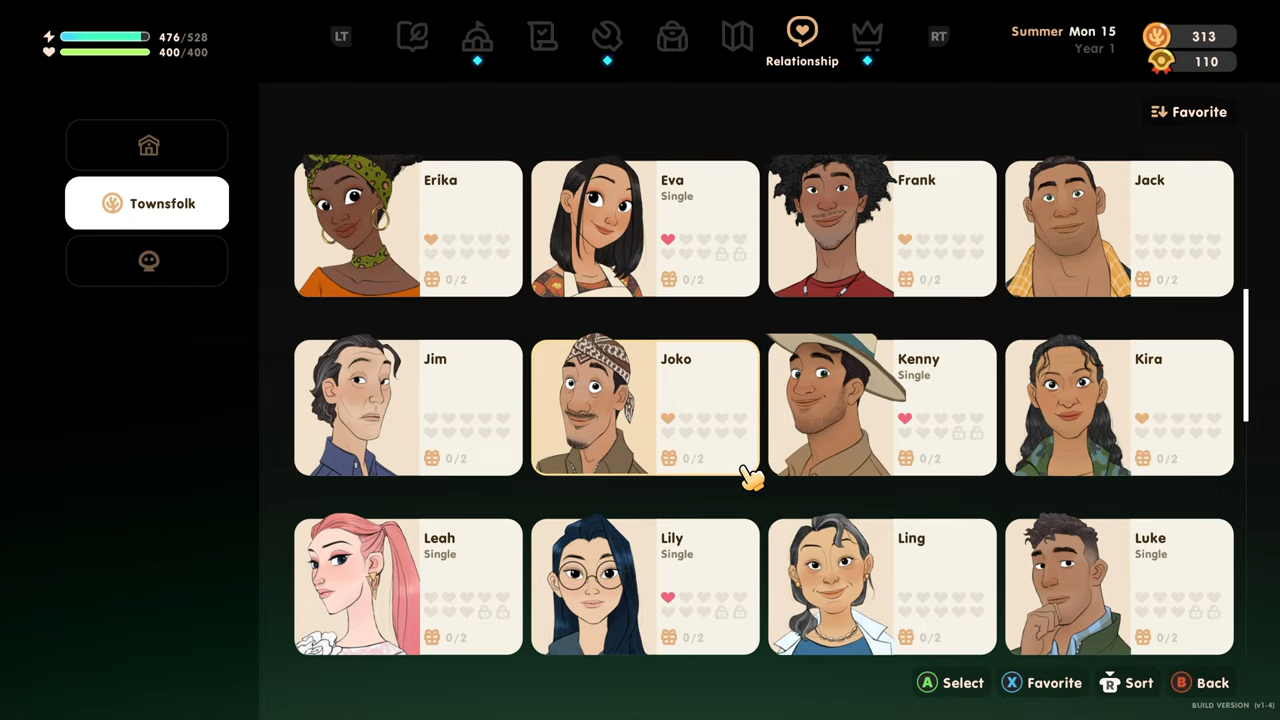 476/528
400/400
LT
RT
Relationship
Summer Mon 15
Year 1
313
110
Favorite
Townsfolk
Erika
0/2
Eva
Single
0/2
Frank
0/2
Jack
0/2
Jim
0/2
Joko
0/2
Kenny
Single
0/2
Kira
0/2
Leah
Single
0/2
Lily
Single
0/2
Ling
0/2
Luke
Single
0/2
A Select
X Favorite
R Sort
B Back
BUILD VERSION (v1-4)